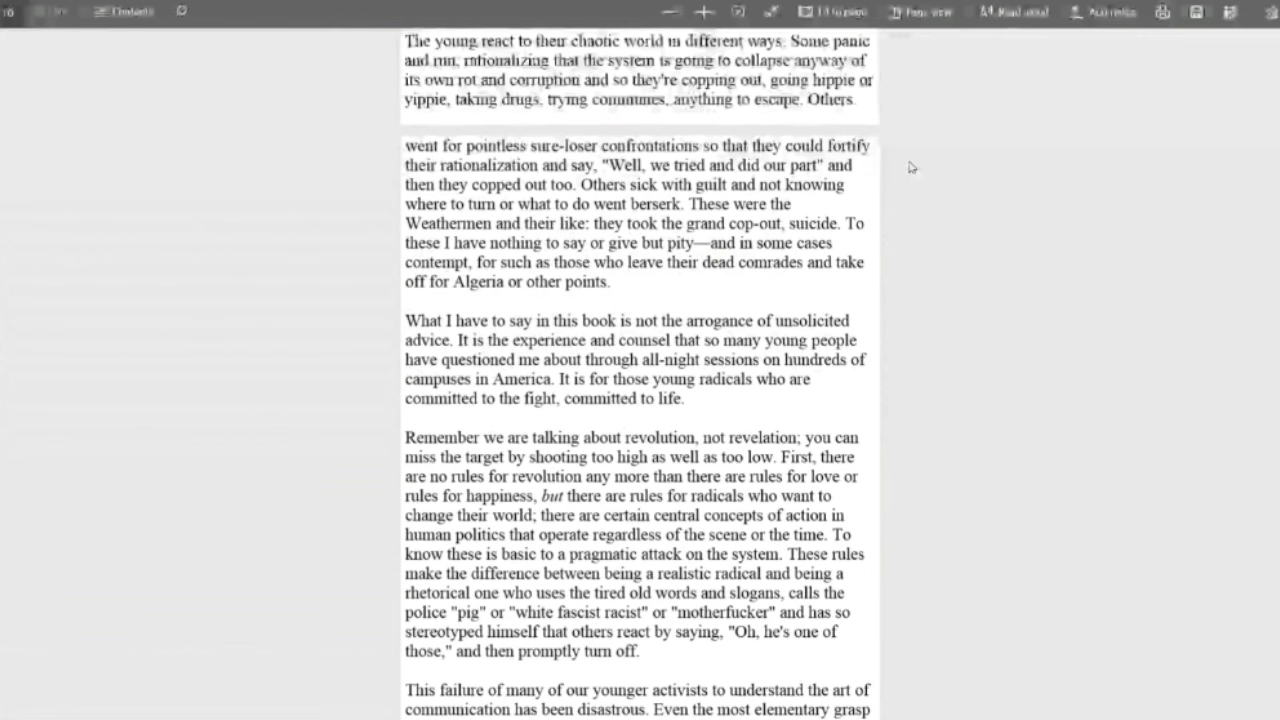 Contents
Page view
Read aloud
The young react to their chaotic world in different ways. Some panic
and run, rationalizing that the system is going to collapse anyway of
its own rot and corruption and so they're copping out, going hippie or
yippie, taking drugs, trying communes, anything to escape. Others
went for pointless sure-loser confrontations so that they could fortify
their rationalization and say, "Well, we tried and did our part" and
then they copped out too. Others sick with guilt and not knowing
where to turn or what to do went berserk. These were the
Weathermen and their like: they took the grand cop-out, suicide. To
these I have nothing to say or give but pity—and in some cases
contempt, for such as those who leave their dead comrades and take
off for Algeria or other points.
What I have to say in this book is not the arrogance of unsolicited
advice. It is the experience and counsel that so many young people
have questioned me about through all-night sessions on hundreds of
campuses in America. It is for those young radicals who are
committed to the fight, committed to life.
Remember we are talking about revolution, not revelation; you can
miss the target by shooting too high as well as too low. First, there
are no rules for revolution any more than there are rules for love or
rules for happiness, but there are rules for radicals who want to
change their world; there are certain central concepts of action in
human politics that operate regardless of the scene or the time. To
know these is basic to a pragmatic attack on the system. These rules
make the difference between being a realistic radical and being a
rhetorical one who uses the tired old words and slogans, calls the
police "pig" or "white fascist racist" or "motherfucker" and has so
stereotyped himself that others react by saying, "Oh, he's one of
those," and then promptly turn off.
This failure of many of our younger activists to understand the art of
communication has been disastrous. Even the most elementary grasp